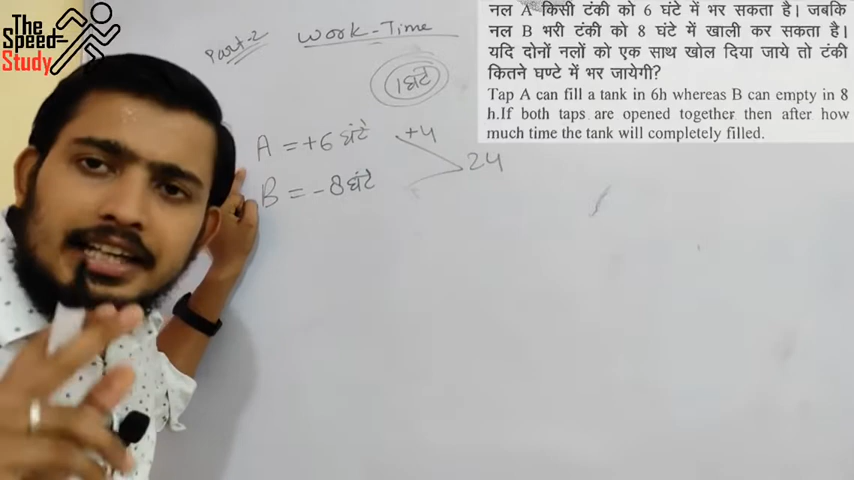 The
Speed-
Study
Part-2
Work-Time
1घंटे
A = +6 घंटे
+4
B = -8 घंटे
24
नल A किसी टंकी को 6 घंटे में भर सकता है। जबकि
नल B भरी टंकी को 8 घंटे में खाली कर सकता है।
यदि दोनों नलों को एक साथ खोल दिया जाये तो टंकी
कितने घण्टे में भर जायेगी?
Tap A can fill a tank in 6h whereas B can empty in 8
h.If both taps are opened together then after how
much time the tank will completely filled.